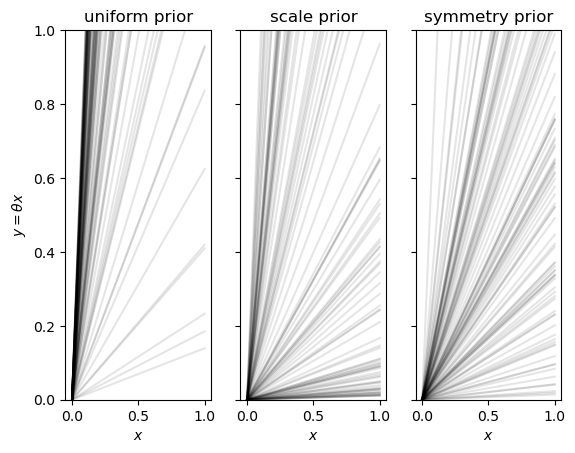 uniform prior
scale prior
symmetry prior
1.0
0.8
0.6
0.4
0.2
0.0
y = θx
0.0 0.5 1.0
0.0 0.5 1.0
0.0 0.5 1.0
x
x
x